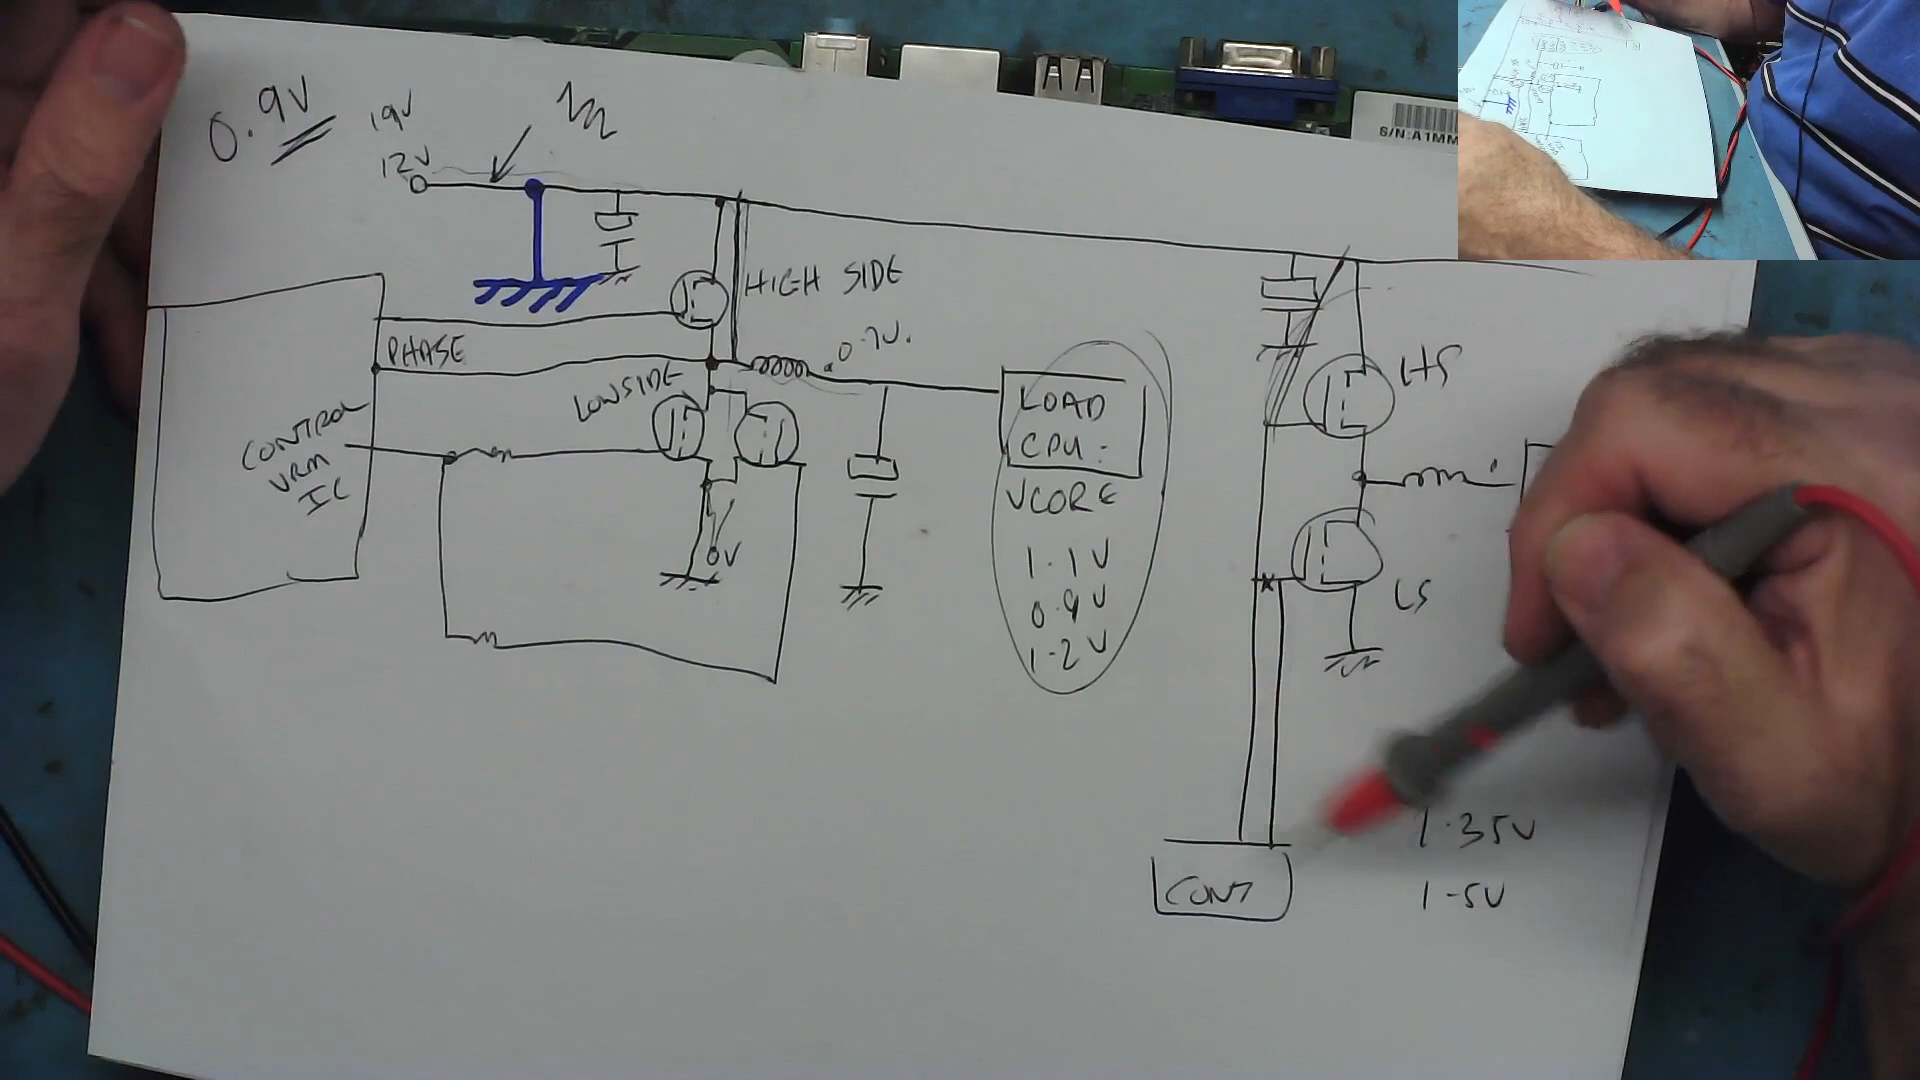 0.9V
19V
12V
HIGH SIDE
PHASE
0.7V.
LOWSIDE
CONTROL
VRM
IC
0V
LOAD
CPU
VCORE
1.1V
0.9V
1.2V
HS
LS
CONT
1.35V
1.5V
S/N:A1MM